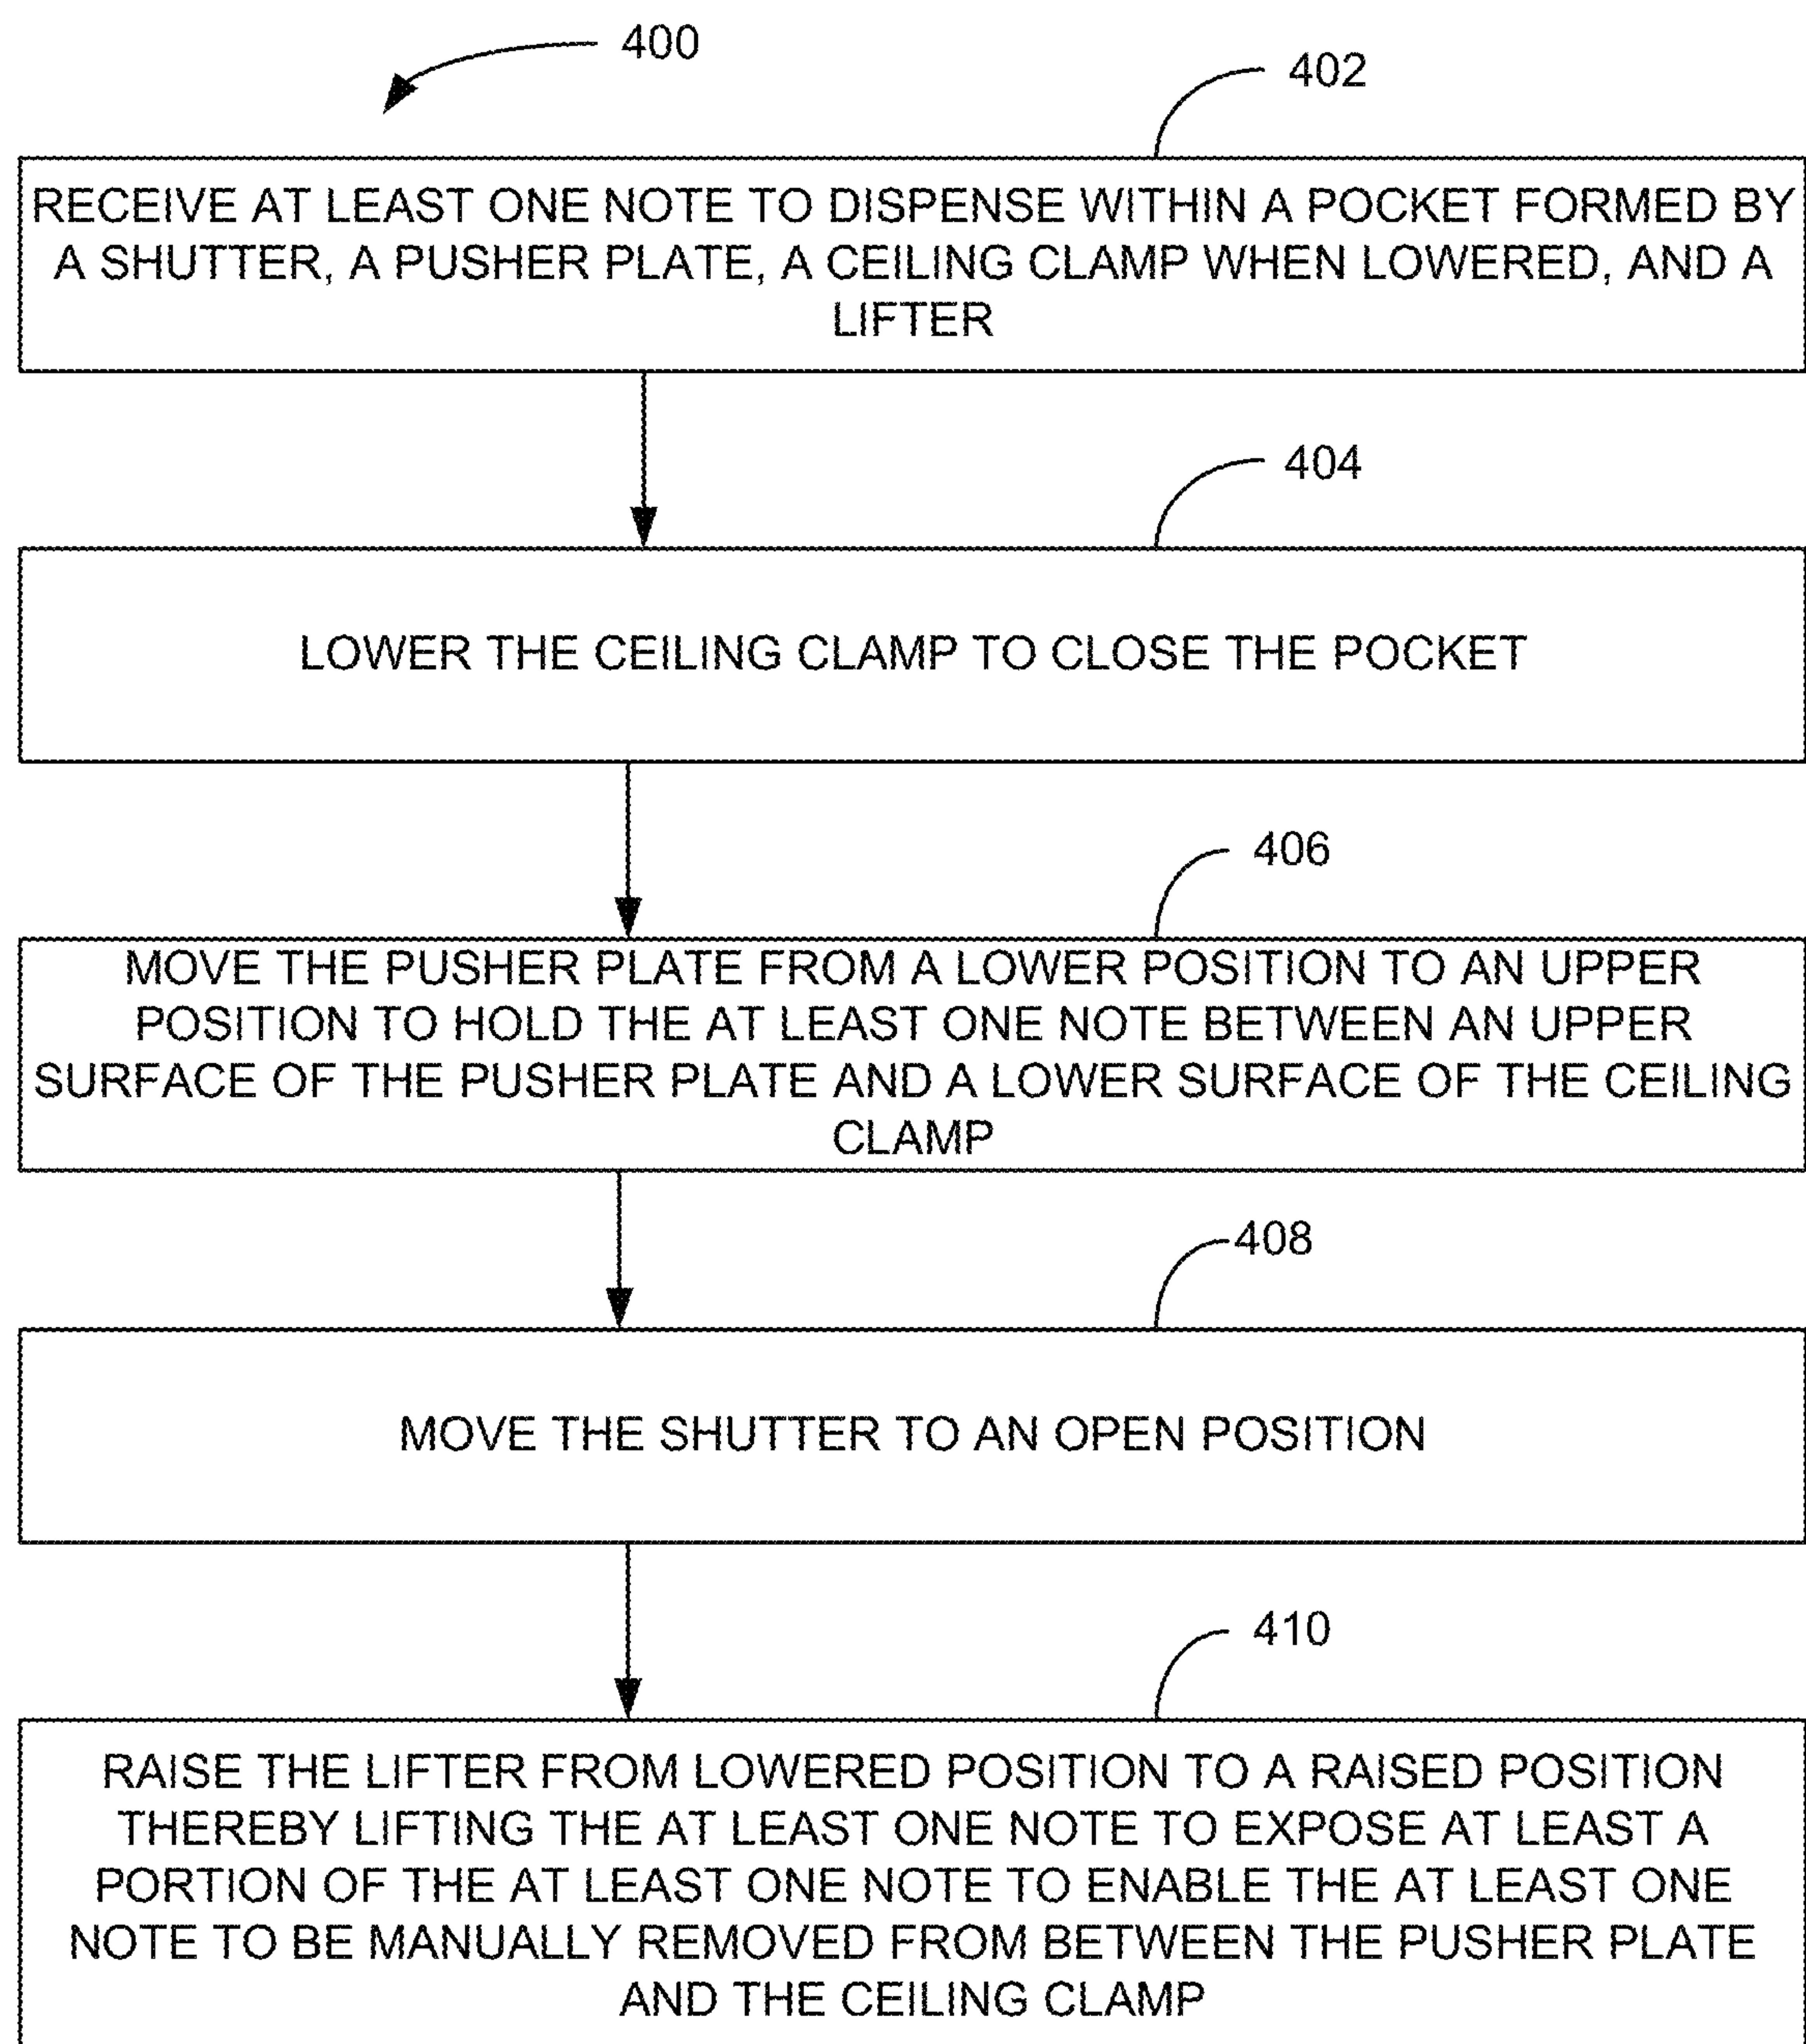 400
402
RECEIVE AT LEAST ONE NOTE TO DISPENSE WITHIN A POCKET FORMED BY
A SHUTTER, A PUSHER PLATE, A CEILING CLAMP WHEN LOWERED, AND A
LIFTER
404
LOWER THE CEILING CLAMP TO CLOSE THE POCKET
406
MOVE THE PUSHER PLATE FROM A LOWER POSITION TO AN UPPER
POSITION TO HOLD THE AT LEAST ONE NOTE BETWEEN AN UPPER
SURFACE OF THE PUSHER PLATE AND A LOWER SURFACE OF THE CEILING
CLAMP
408
MOVE THE SHUTTER TO AN OPEN POSITION
410
RAISE THE LIFTER FROM LOWERED POSITION TO A RAISED POSITION
THEREBY LIFTING THE AT LEAST ONE NOTE TO EXPOSE AT LEAST A
PORTION OF THE AT LEAST ONE NOTE TO ENABLE THE AT LEAST ONE
NOTE TO BE MANUALLY REMOVED FROM BETWEEN THE PUSHER PLATE
AND THE CEILING CLAMP